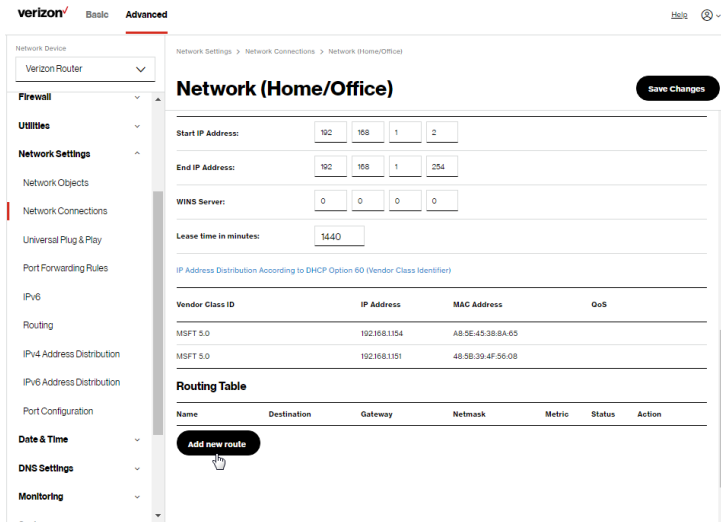 verizon✓ Basic Advanced Help
Network Device
Verizon Router
Firewall
Utilities
Network Settings
Network Objects
Network Connections
Universal Plug & Play
Port Forwarding Rules
IPv6
Routing
IPv4 Address Distribution
IPv6 Address Distribution
Port Configuration
Date & Time
DNS Settings
Monitoring
Network Settings > Network Connections > Network (Home/Office)
Network (Home/Office) Save Changes
Start IP Address: 192 168 1 2
End IP Address: 192 168 1 254
WINS Server: 0 0 0 0
Lease time in minutes: 1440
IP Address Distribution According to DHCP Option 60 (Vendor Class Identifier)
Vendor Class ID IP Address MAC Address QoS
MSFT 5.0 192.168.1.154 A8:5E:45:38:8A:65
MSFT 5.0 192.168.1.151 48:5B:39:4F:56:08
Routing Table
Name Destination Gateway Netmask Metric Status Action
Add new route